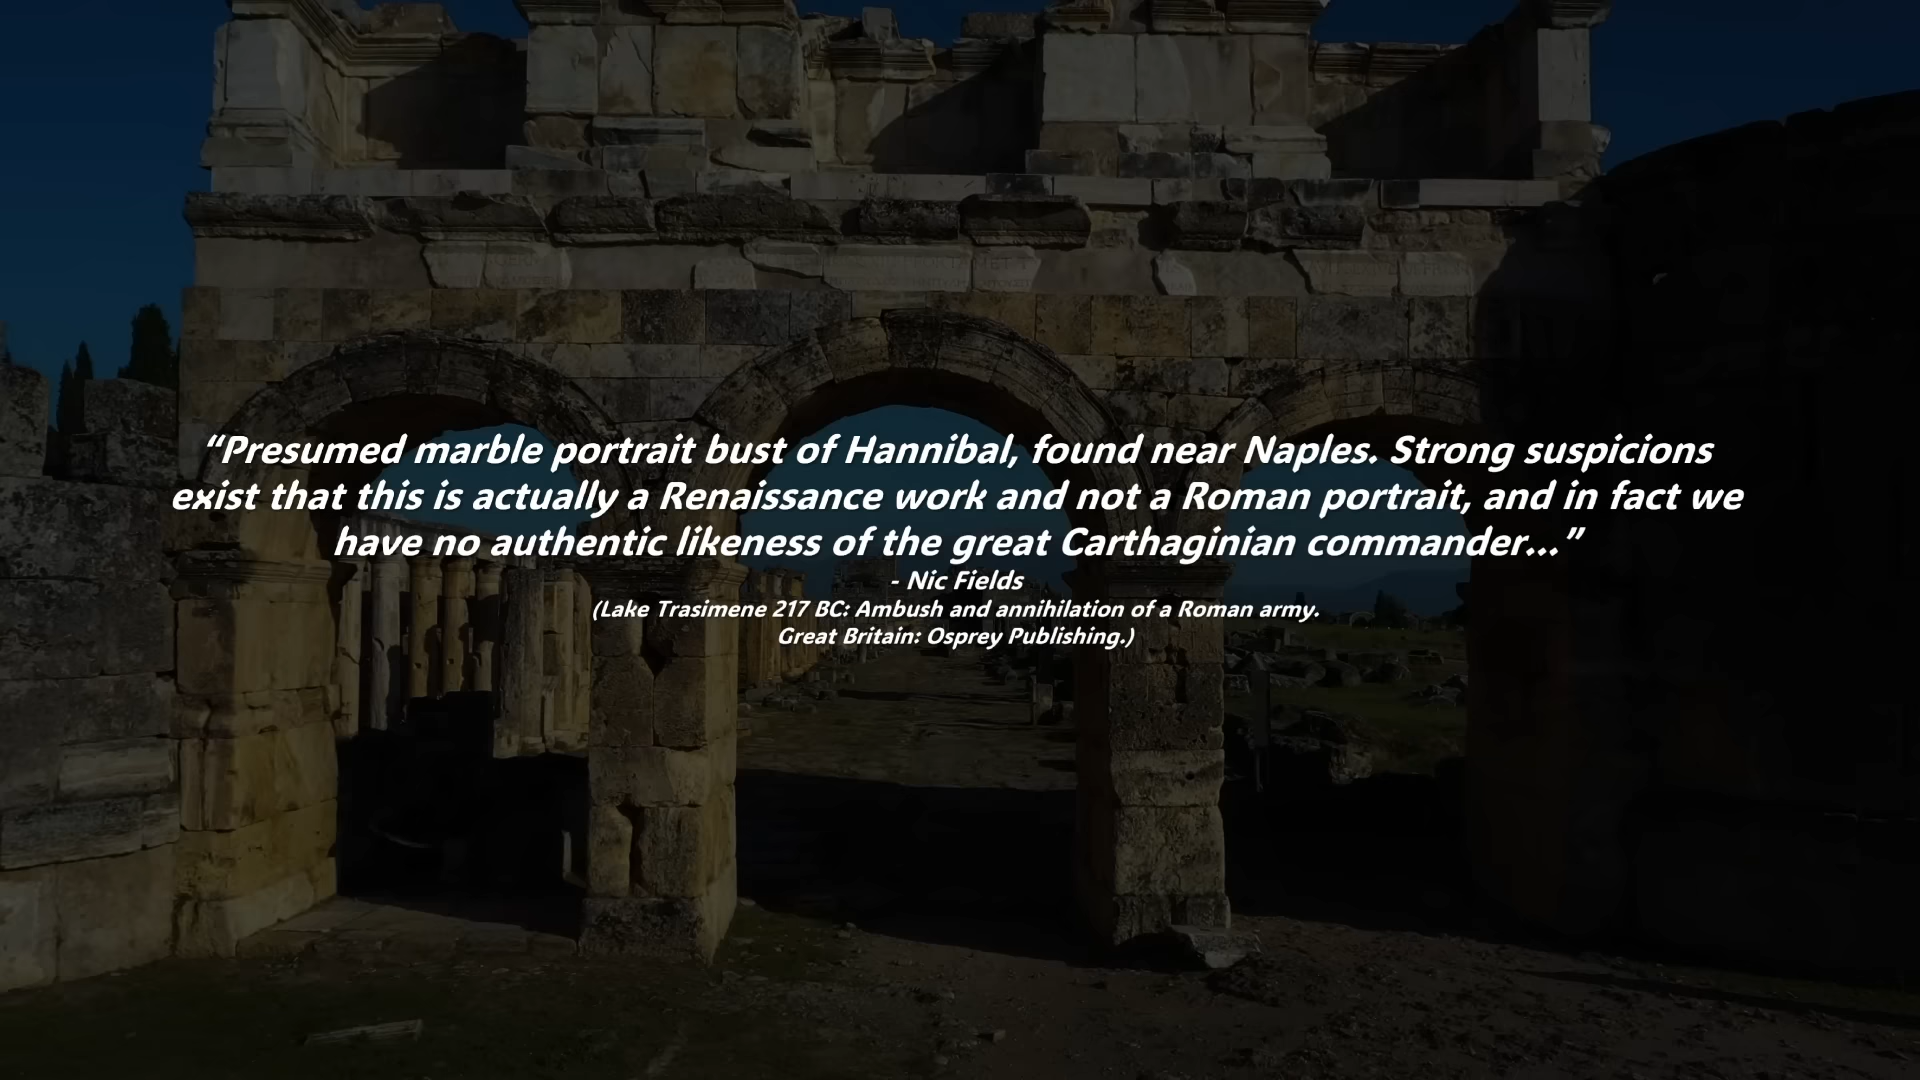 “Presumed marble portrait bust of Hannibal, found near Naples. Strong suspicions
exist that this is actually a Renaissance work and not a Roman portrait, and in fact we
have no authentic likeness of the great Carthaginian commander...”
- Nic Fields
(Lake Trasimene 217 BC: Ambush and annihilation of a Roman army.
Great Britain: Osprey Publishing.)